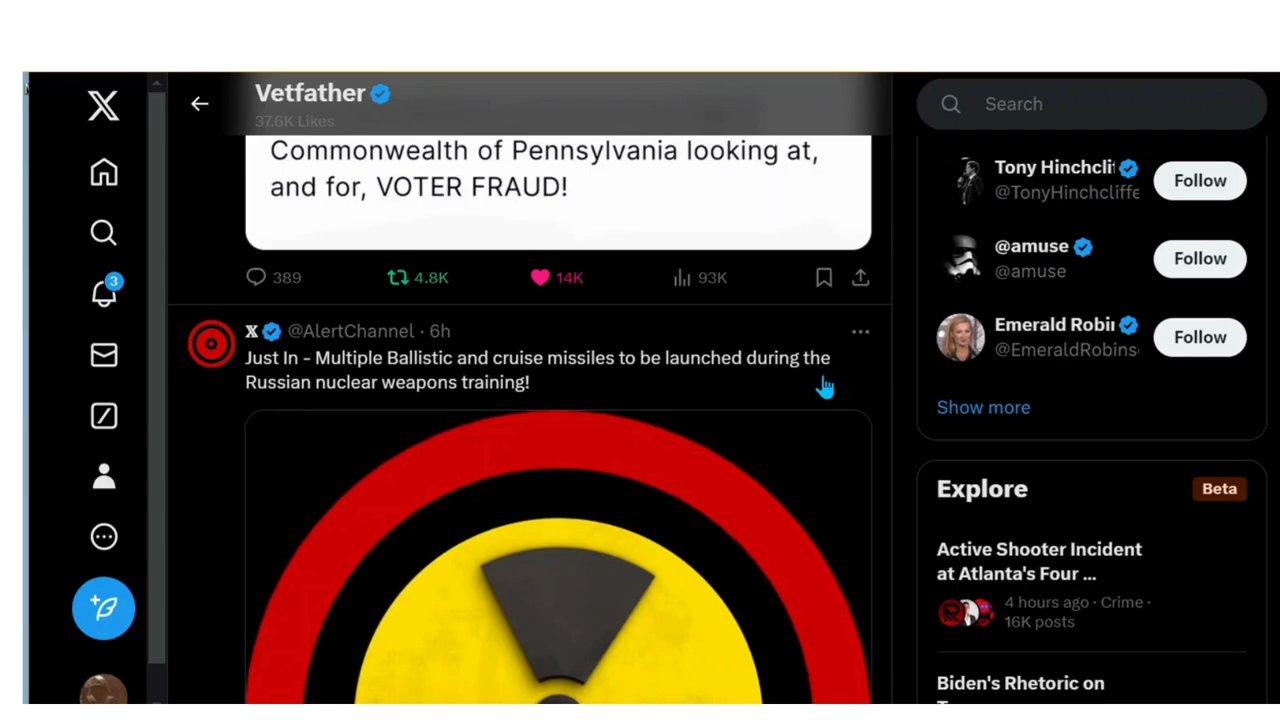 Vetfather
37.6K Likes
Commonwealth of Pennsylvania looking at,
and for, VOTER FRAUD!
389
4.8K
14K
93K
X @AlertChannel · 6h
Just In - Multiple Ballistic and cruise missiles to be launched during the
Russian nuclear weapons training!
3
Search
Tony Hinchclif
@TonyHinchcliffe
Follow
@amuse
@amuse
Follow
Emerald Robi
@EmeraldRobins
Follow
Show more
Explore
Beta
Active Shooter Incident
at Atlanta's Four ...
4 hours ago · Crime ·
16K posts
Biden's Rhetoric on